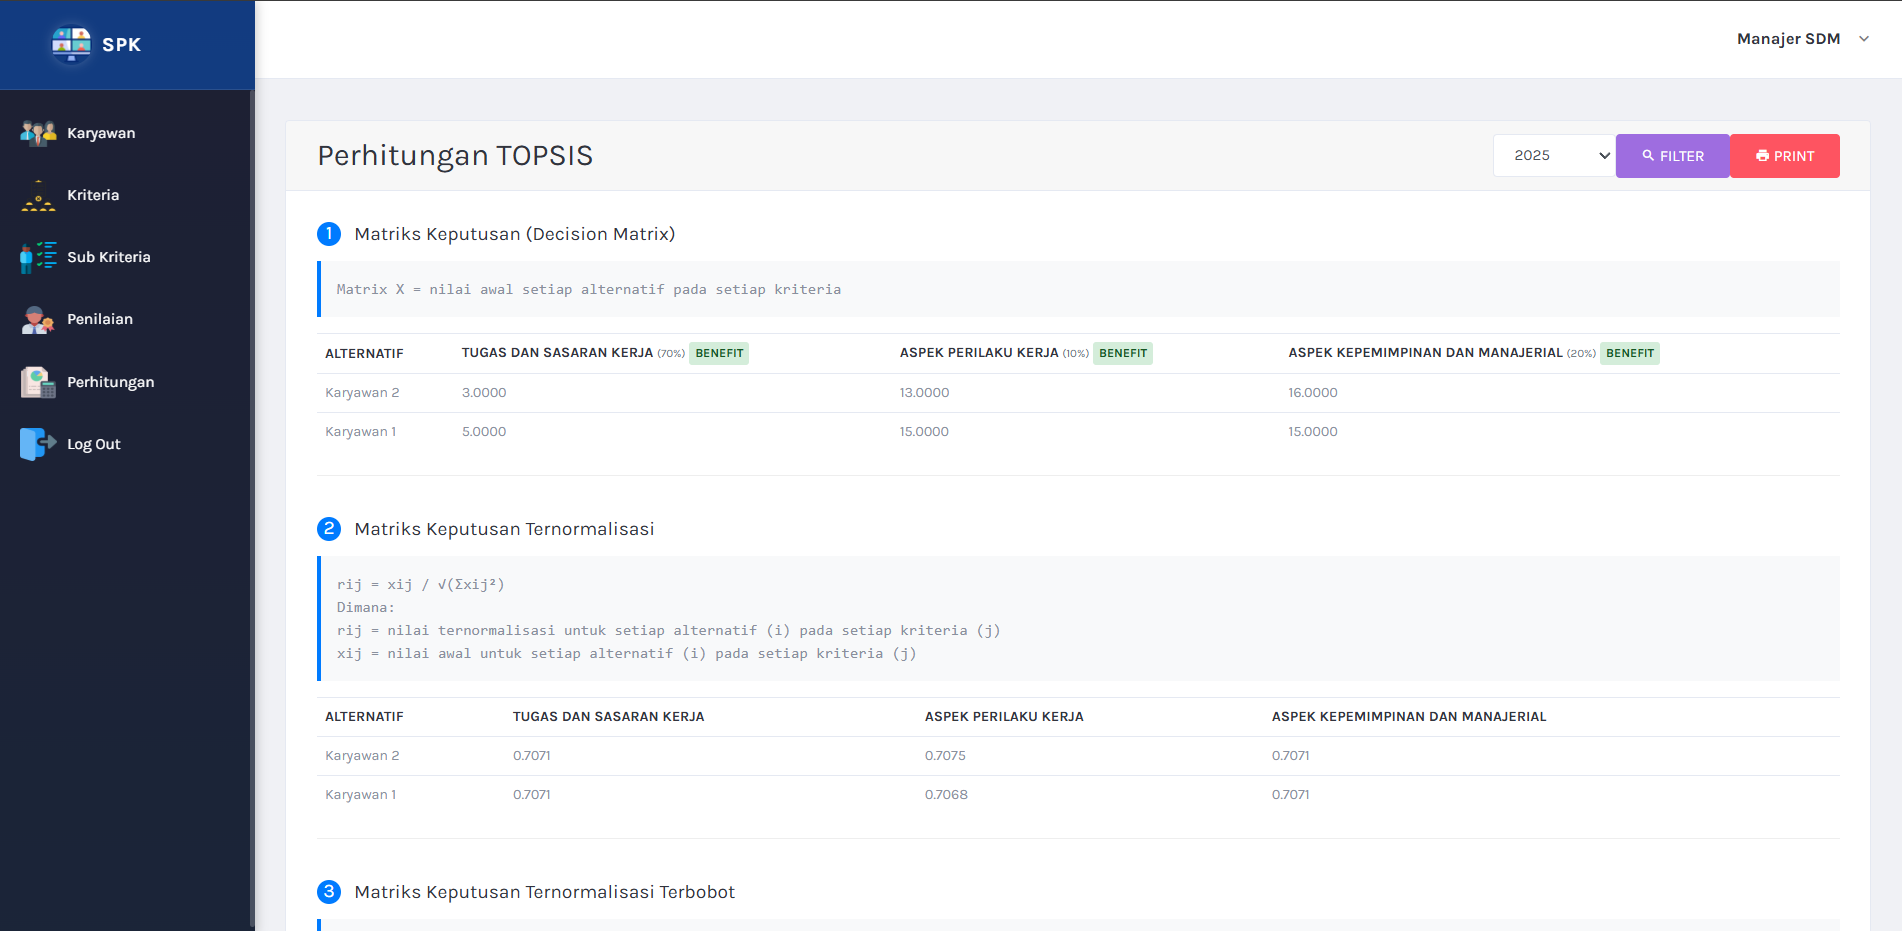 SPK
Manajer SDM
Karyawan
Kriteria
Sub Kriteria
Penilaian
Perhitungan
Log Out
Perhitungan TOPSIS
2025
FILTER
PRINT
1 Matriks Keputusan (Decision Matrix)
Matrix X = nilai awal setiap alternatif pada setiap kriteria
ALTERNATIF TUGAS DAN SASARAN KERJA (70%) BENEFIT ASPEK PERILAKU KERJA (10%) BENEFIT ASPEK KEPEMIMPINAN DAN MANAJERIAL (20%) BENEFIT
Karyawan 2 3.0000 13.0000 16.0000
Karyawan 1 5.0000 15.0000 15.0000
2 Matriks Keputusan Ternormalisasi
rij = xij / √(Σxij²)
Dimana:
rij = nilai ternormalisasi untuk setiap alternatif (i) pada setiap kriteria (j)
xij = nilai awal untuk setiap alternatif (i) pada setiap kriteria (j)
ALTERNATIF TUGAS DAN SASARAN KERJA ASPEK PERILAKU KERJA ASPEK KEPEMIMPINAN DAN MANAJERIAL
Karyawan 2 0.7071 0.7075 0.7071
Karyawan 1 0.7071 0.7068 0.7071
3 Matriks Keputusan Ternormalisasi Terbobot